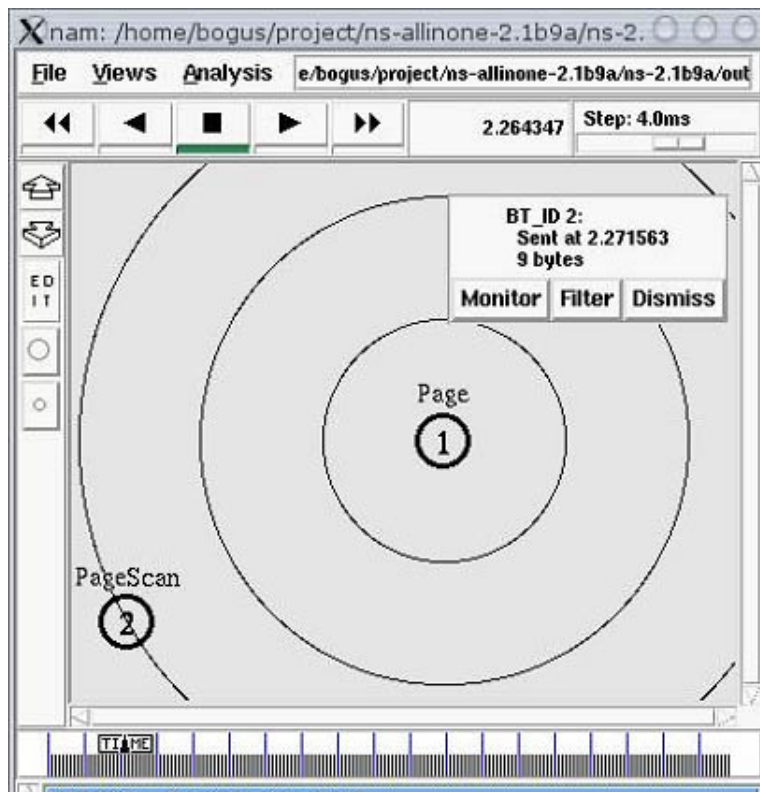 nam: /home/bogus/project/ns-allinone-2.1b9a/ns-2.
File Views Analysis e/bogus/project/ns-allinone-2.1b9a/ns-2.1b9a/out
2.264347 Step: 4.0ms
BT_ID 2:
Sent at 2.271563
9 bytes
Monitor Filter Dismiss
ED
IT
Page
1
PageScan
2
TIME